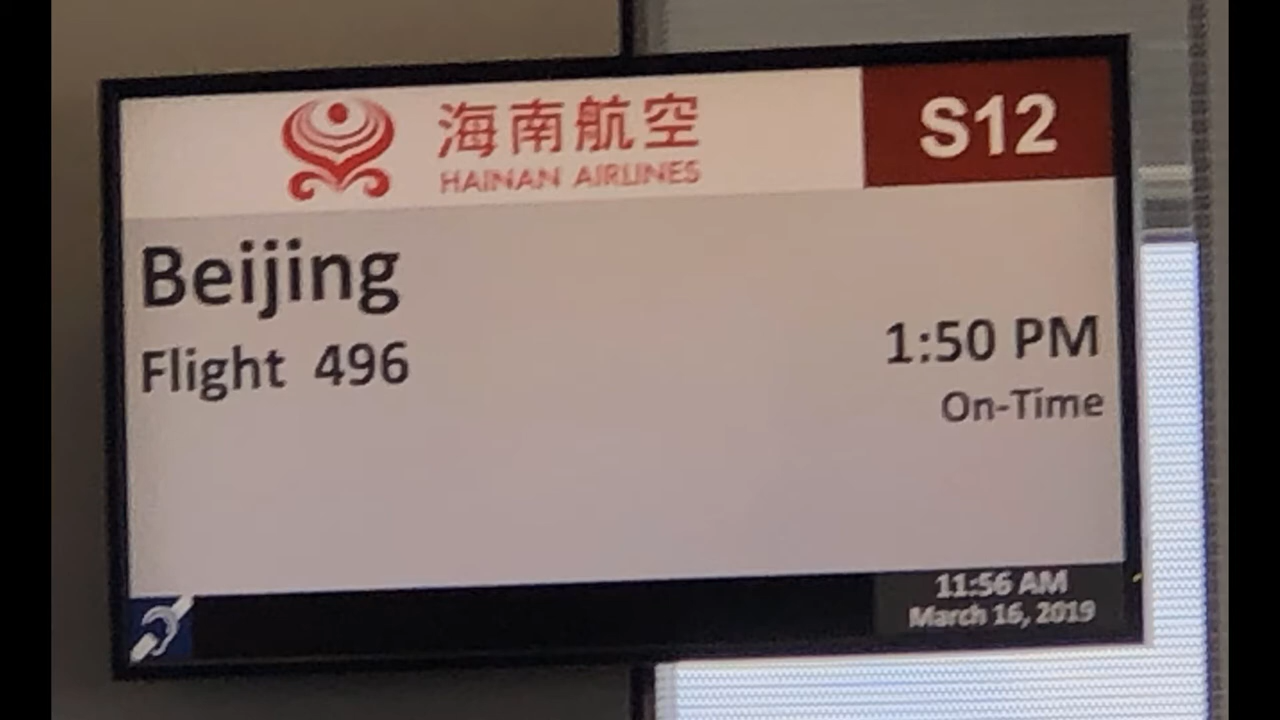 海南航空
HAINAN AIRLINES
S12
Beijing
Flight 496
1:50 PM
On-Time
11:56 AM
March 16, 2019